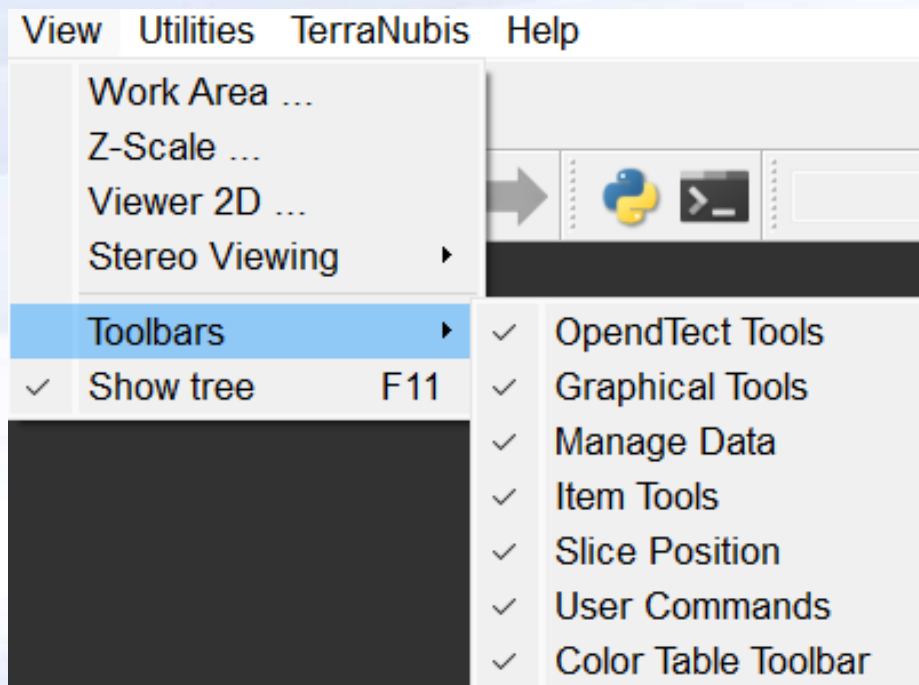 View Utilities TerraNubis Help
Work Area ...
Z-Scale ...
Viewer 2D ...
Stereo Viewing
Toolbars
Show tree F11
OpendTect Tools
Graphical Tools
Manage Data
Item Tools
Slice Position
User Commands
Color Table Toolbar